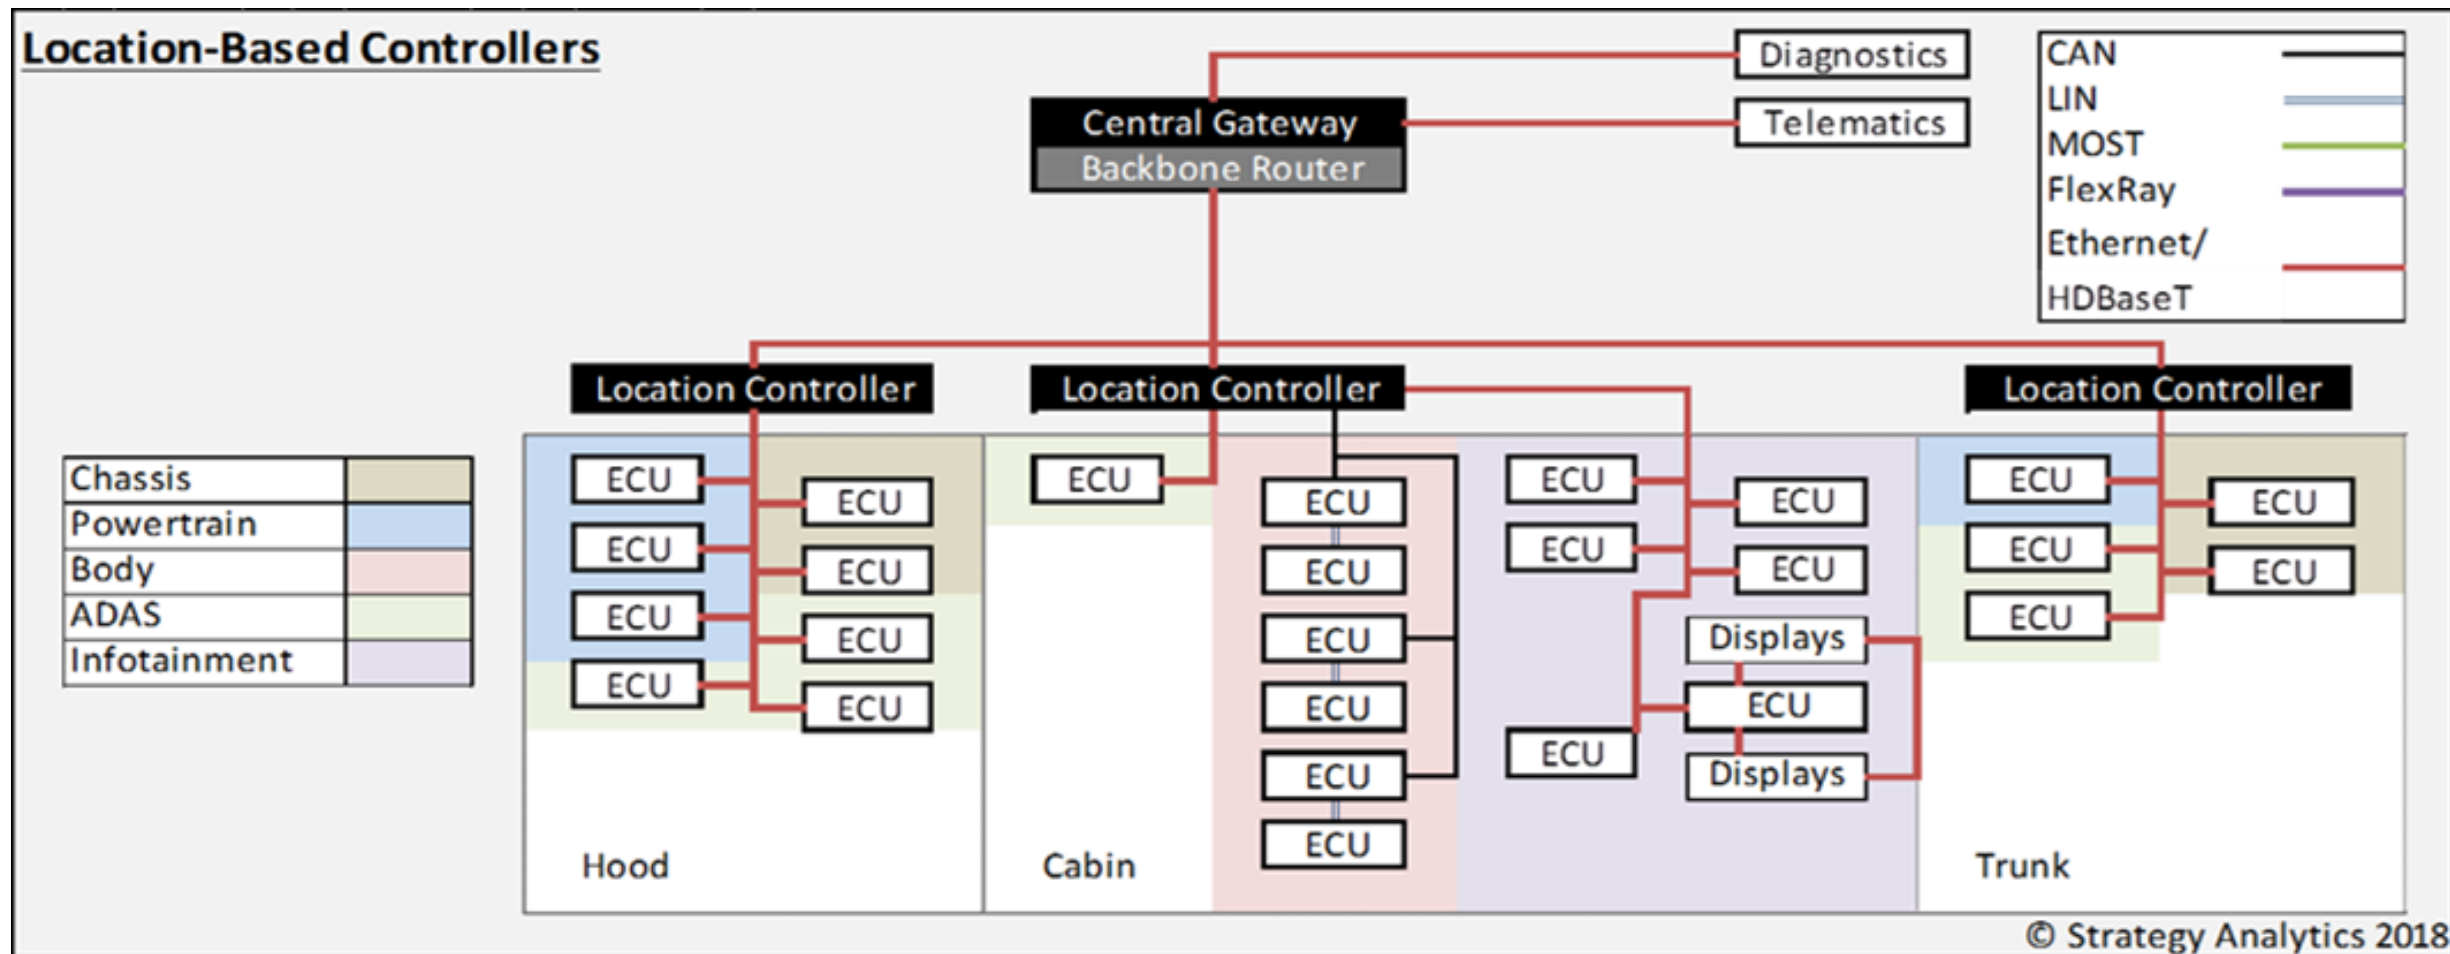 Location-Based Controllers
Diagnostics
Central Gateway
Telematics
Backbone Router
CAN
LIN
MOST
FlexRay
Ethernet/
HDBaseT
Location Controller
Location Controller
Location Controller
Chassis
Powertrain
Body
ADAS
Infotainment
ECU
ECU
ECU
ECU
ECU
ECU
ECU
ECU
Hood
ECU
ECU
ECU
ECU
ECU
ECU
ECU
Cabin
ECU
ECU
ECU
ECU
Displays
ECU
ECU
Displays
ECU
ECU
ECU
ECU
ECU
Trunk
© Strategy Analytics 2018